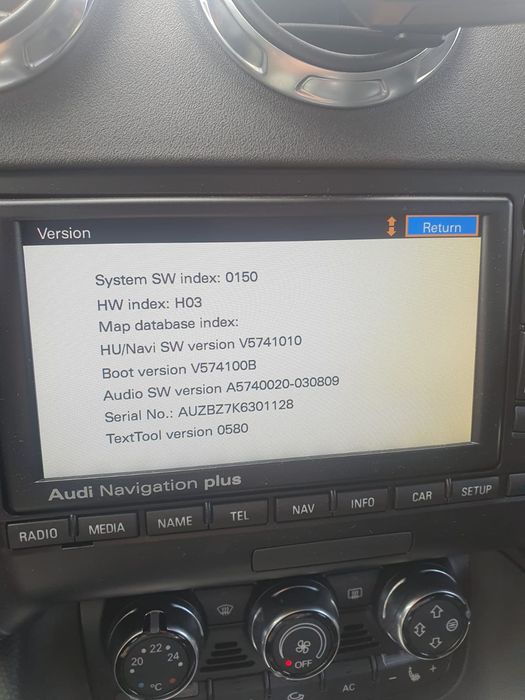 Version
Return
System SW index: 0150
HW index: H03
Map database index:
HU/Navi SW version V5741010
Boot version V574100B
Audio SW version A5740020-030809
Serial No.: AUZBZ7K6301128
TextTool version 0580
Audi Navigation plus
RADIO MEDIA NAME TEL NAV INFO CAR SETUP
20 22 24
°C
OFF
AC
- +